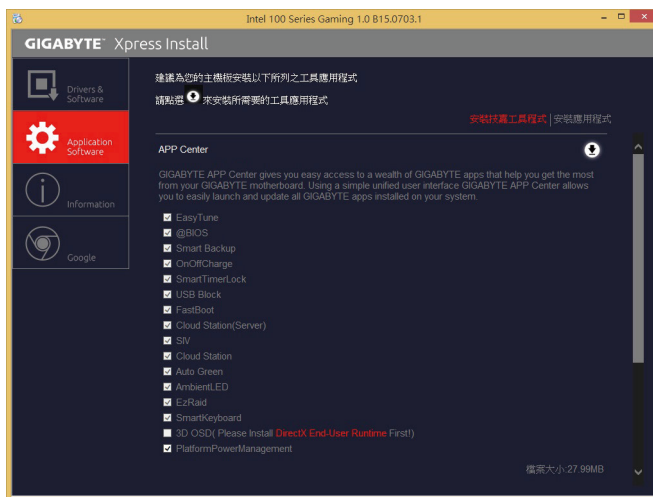 Intel 100 Series Gaming 1.0 B15.0703.1
GIGABYTE™ Xpress Install
Drivers &
Software
Application
Software
Information
Google
建議為您的主機板安裝以下所列之工具應用程式
請點選 來安裝所需要的工具應用程式
安裝技嘉工具程式|安裝應用程式
APP Center
GIGABYTE APP Center gives you easy access to a wealth of GIGABYTE apps that help you get the most
from your GIGABYTE motherboard. Using a simple unified user interface GIGABYTE APP Center allows
you to easily launch and update all GIGABYTE apps installed on your system.
EasyTune
@BIOS
Smart Backup
OnOffCharge
SmartTimerLock
USB Block
FastBoot
Cloud Station(Server)
SIV
Cloud Station
Auto Green
AmbientLED
EzRaid
SmartKeyboard
3D OSD( Please Install DirectX End-User Runtime First!)
PlatformPowerManagement
檔案大小:27.99MB